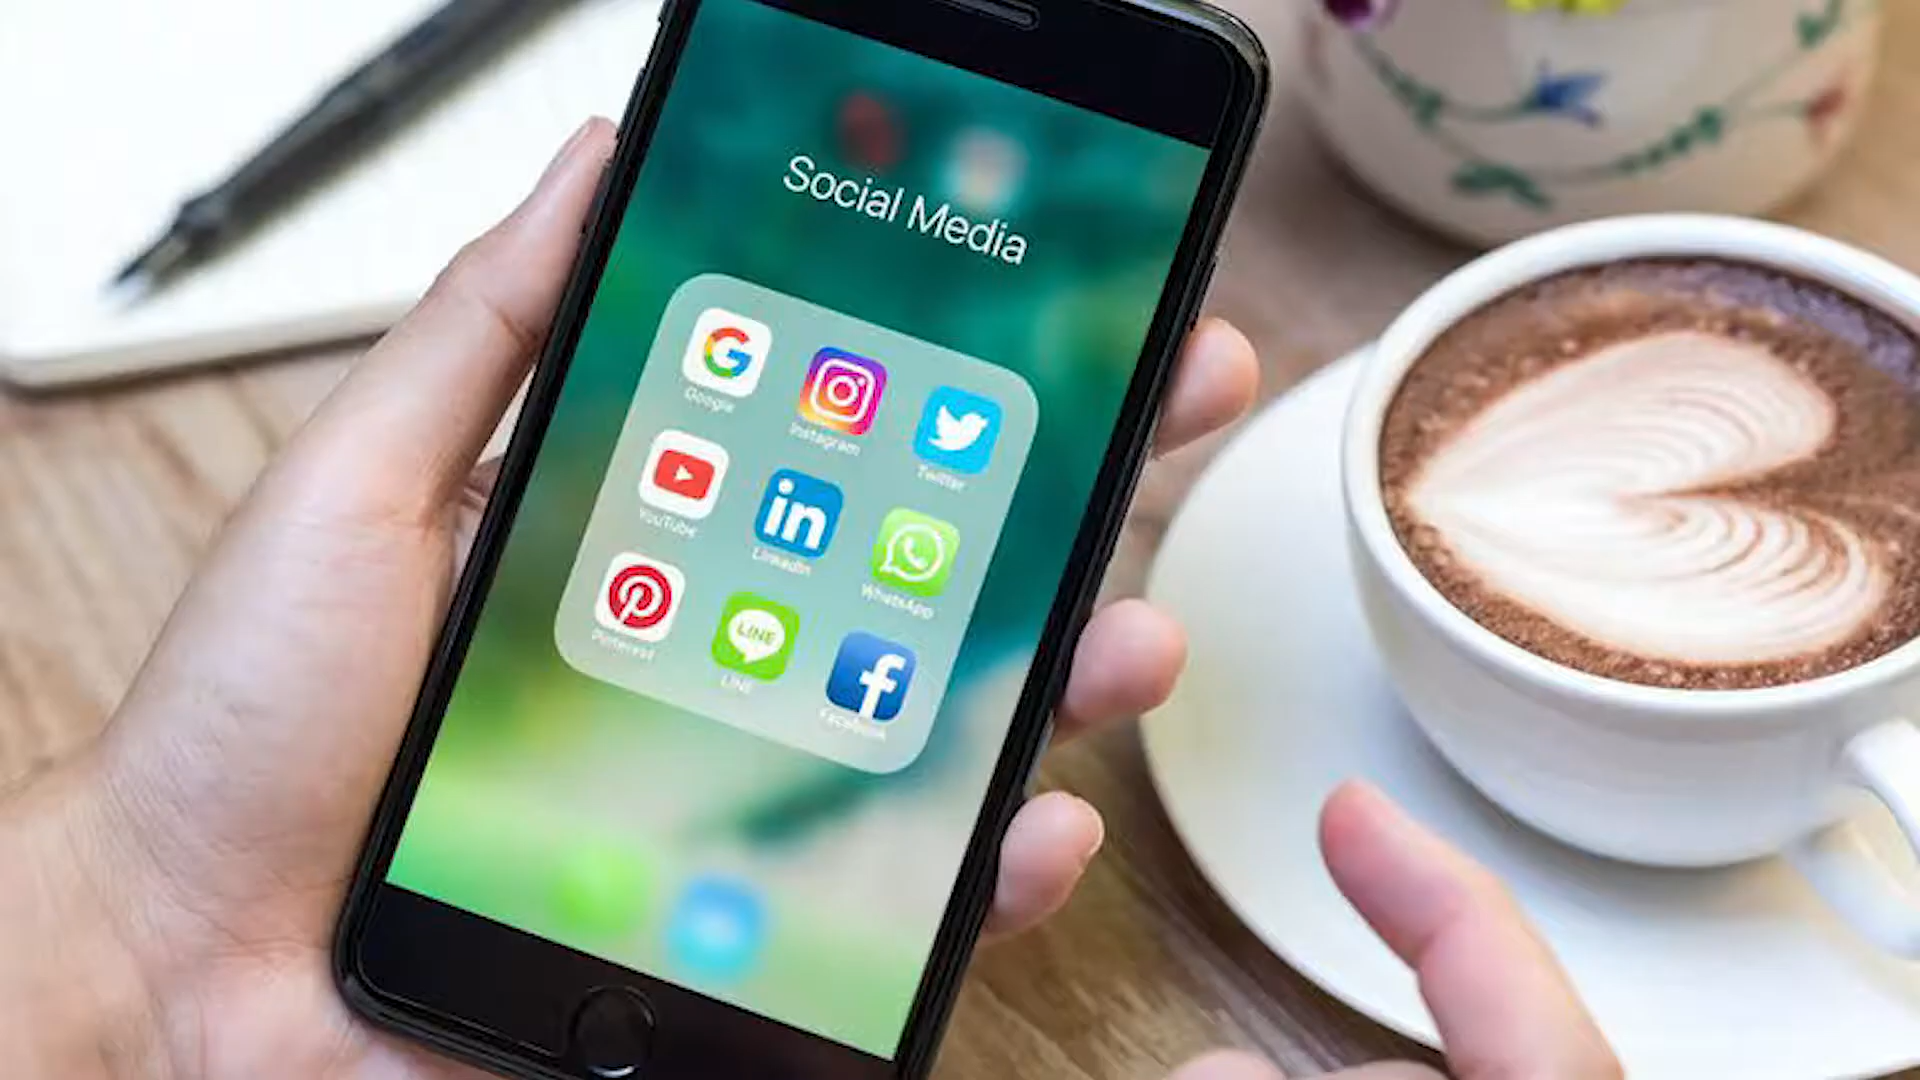 Social Media
Google
Instagram
Twitter
YouTube
in
LinkedIn
WhatsApp
Pinterest
LINE
LINE
Facebook